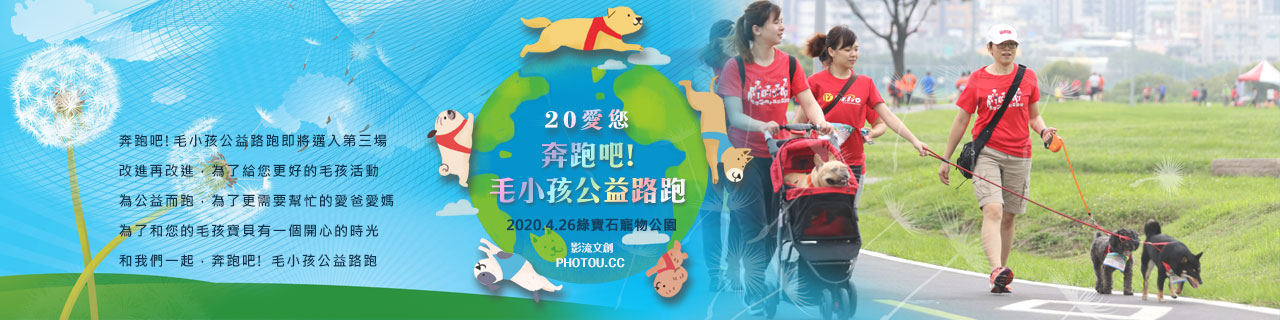 奔跑吧! 毛小孩公益路跑即將邁入第三場
改進再改進，為了給您更好的毛孩活動
為公益而跑，為了更需要幫忙的愛爸愛媽
為了和您的毛孩寶貝有一個開心的時光
和我們一起，奔跑吧! 毛小孩公益路跑
20愛您
奔跑吧!
毛小孩公益路跑
2020.4.26綠寶石寵物公園
影流文創
PHOTOU.CC